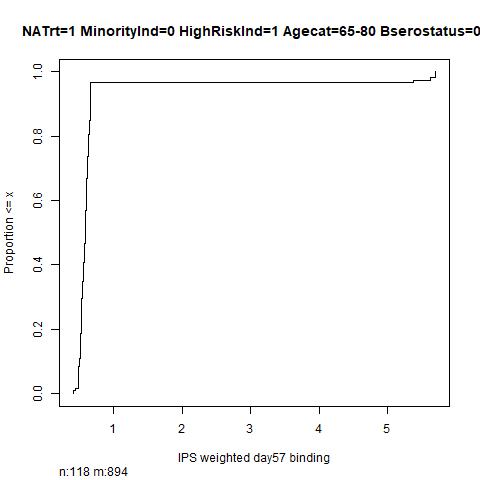 NATrt=1 MinorityInd=0 HighRiskInd=1 Agecat=65-80 Bserostatus=0
Proportion <= x
1.0
0.8
0.6
0.4
0.2
0.0
1 2 3 4 5
IPS weighted day57 binding
n:118 m:894